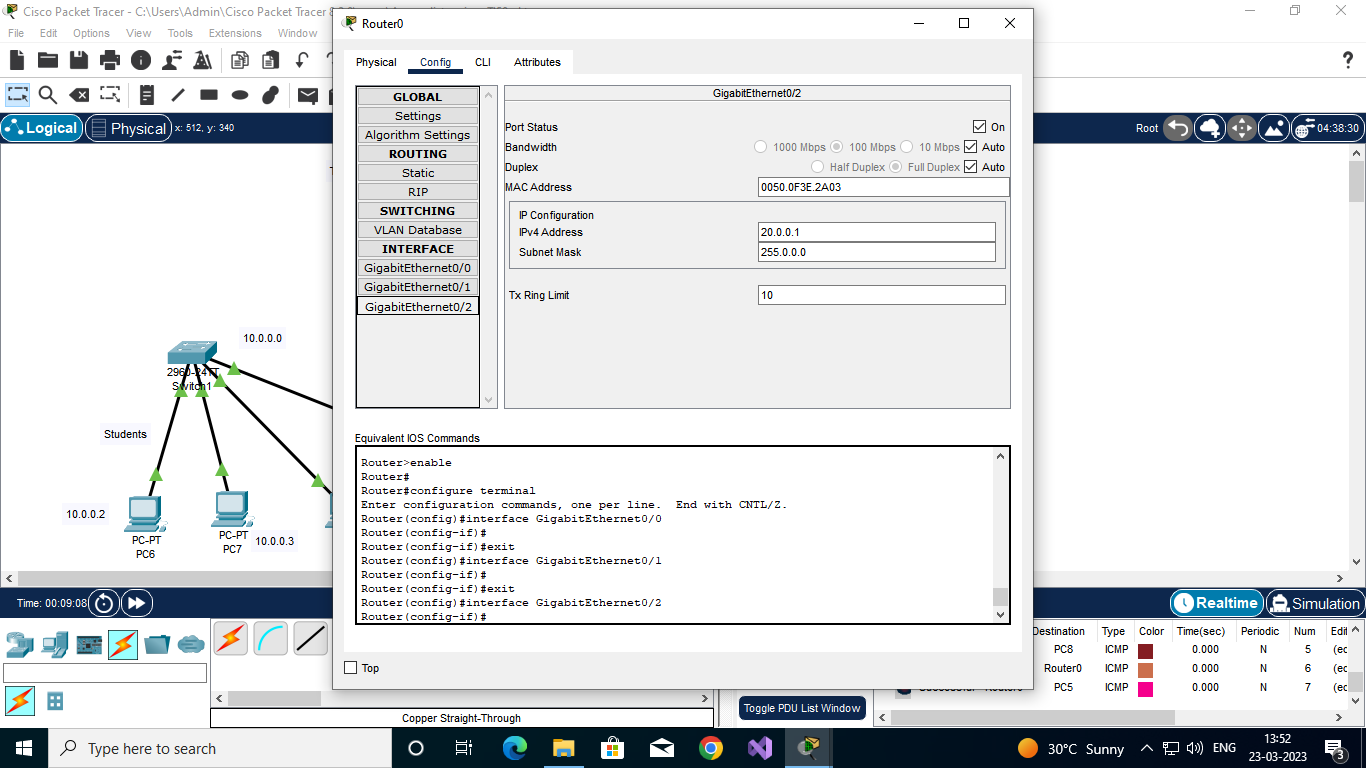 Cisco Packet Tracer - C:\Users\Admin\Cisco Packet Tracer
File Edit Options View Tools Extensions Window
Logical Physical x: 512, y: 340
Root 04:38:30
10.0.0.0
2960-24TT
Switch1
Students
10.0.0.2
PC-PT
PC6
PC-PT
PC7
10.0.0.3
Router0
Physical Config CLI Attributes
GLOBAL
Settings
Algorithm Settings
ROUTING
Static
RIP
SWITCHING
VLAN Database
INTERFACE
GigabitEthernet0/0
GigabitEthernet0/1
GigabitEthernet0/2
GigabitEthernet0/2
Port Status On
Bandwidth 1000 Mbps 100 Mbps 10 Mbps Auto
Duplex Half Duplex Full Duplex Auto
MAC Address 0050.0F3E.2A03
IP Configuration
IPv4 Address 20.0.0.1
Subnet Mask 255.0.0.0
Tx Ring Limit 10
Equivalent IOS Commands
Router>enable
Router#
Router#configure terminal
Enter configuration commands, one per line. End with CNTL/Z.
Router(config)#interface GigabitEthernet0/0
Router(config-if)#
Router(config-if)#exit
Router(config)#interface GigabitEthernet0/1
Router(config-if)#
Router(config-if)#exit
Router(config)#interface GigabitEthernet0/2
Router(config-if)#
Top
Time: 00:09:08
Realtime Simulation
Destination Type Color Time(sec) Periodic Num Edit
PC8 ICMP 0.000 N 5 (ec
Router0 ICMP 0.000 N 6 (ec
PC5 ICMP 0.000 N 7 (ec
Toggle PDU List Window
Copper Straight-Through
Type here to search
30°C Sunny
ENG
13:52
23-03-2023
3